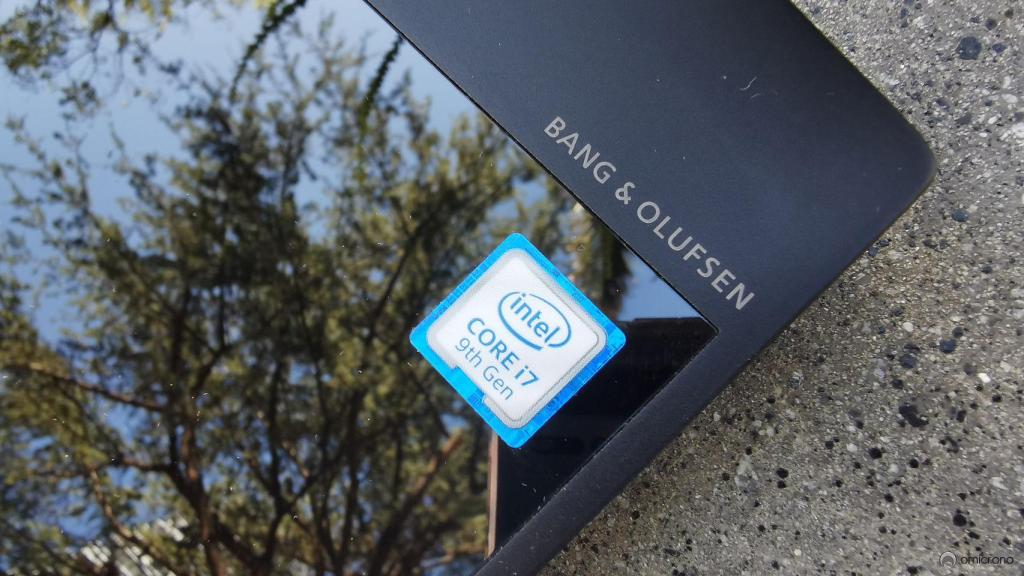 BANG & OLUFSEN
intel
CORE i7
9th Gen
omicrono